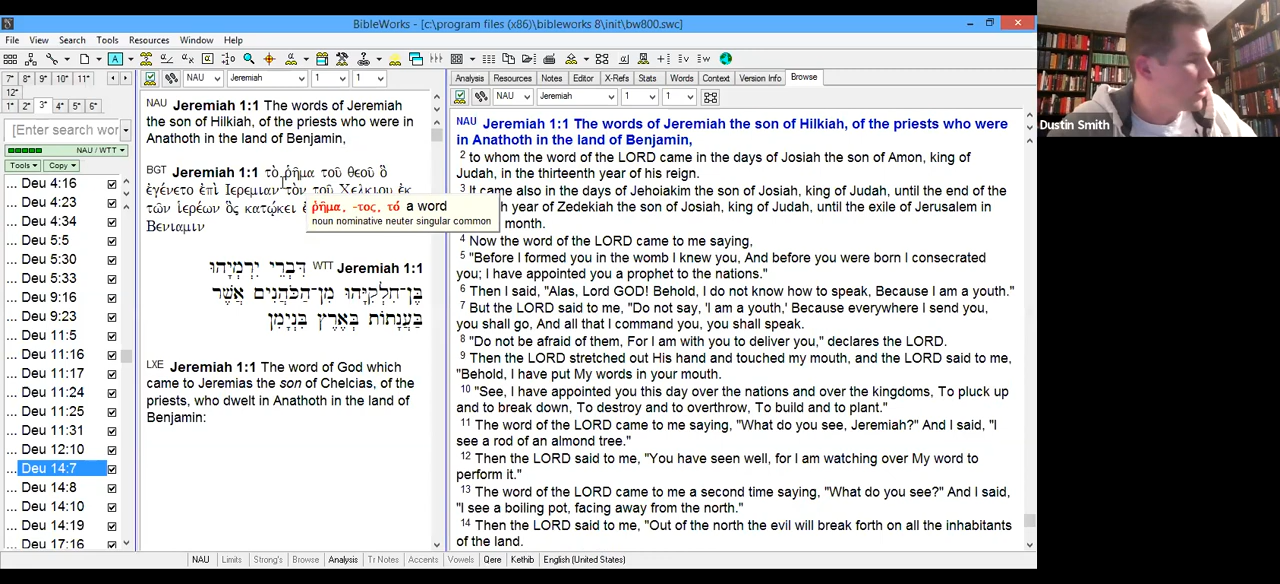 BibleWorks - [c:\program files (x86)\bibleworks 8\init\bw800.swc]
File View Search Tools Resources Window Help
7* 8* 9* 10* 11*
12*
1* 2* 3* 4* 5* 6*
[Enter search wor
NAU / WTT
Tools Copy
... Deu 4:16
... Deu 4:23
... Deu 4:34
... Deu 5:5
... Deu 5:30
... Deu 5:33
... Deu 9:16
... Deu 9:23
... Deu 11:5
... Deu 11:16
... Deu 11:17
... Deu 11:24
... Deu 11:25
... Deu 11:31
... Deu 12:10
... Deu 14:7
... Deu 14:8
... Deu 14:10
... Deu 14:19
... Deu 17:16
NAU Jeremiah 1 1
NAU Jeremiah 1:1 The words of Jeremiah
the son of Hilkiah, of the priests who were in
Anathoth in the land of Benjamin,
BGT Jeremiah 1:1 τὸ ῥῆμα τοῦ θεοῦ ὃ
ἐγένετο ἐπὶ Ιερεμιαν τὸν τοῦ Χελκιου ἐκ
τῶν ἱερέων ὃς κατῴκει
Βενιαμιν
ῥῆμα, -τος, τό a word
noun nominative neuter singular common
WTT Jeremiah 1:1 דִּבְרֵי יִרְמְיָהוּ
בֶּן־חִלְקִיָּהוּ מִן־הַכֹּהֲנִים אֲשֶׁר
בַּעֲנָתוֹת בְּאֶרֶץ בִּנְיָמִן
LXE Jeremiah 1:1 The word of God which
came to Jeremias the son of Chelcias, of the
priests, who dwelt in Anathoth in the land of
Benjamin:
Analysis Resources Notes Editor X-Refs Stats Words Context Version Info Browse
NAU Jeremiah 1 1
NAU Jeremiah 1:1 The words of Jeremiah the son of Hilkiah, of the priests who were
in Anathoth in the land of Benjamin,
2 to whom the word of the LORD came in the days of Josiah the son of Amon, king of
Judah, in the thirteenth year of his reign.
3 It came also in the days of Jehoiakim the son of Josiah, king of Judah, until the end of the
year of Zedekiah the son of Josiah, king of Judah, until the exile of Jerusalem in
month.
4 Now the word of the LORD came to me saying,
5 "Before I formed you in the womb I knew you, And before you were born I consecrated
you; I have appointed you a prophet to the nations."
6 Then I said, "Alas, Lord GOD! Behold, I do not know how to speak, Because I am a youth."
7 But the LORD said to me, "Do not say, 'I am a youth,' Because everywhere I send you,
you shall go, And all that I command you, you shall speak.
8 "Do not be afraid of them, For I am with you to deliver you," declares the LORD.
9 Then the LORD stretched out His hand and touched my mouth, and the LORD said to me,
"Behold, I have put My words in your mouth.
10 "See, I have appointed you this day over the nations and over the kingdoms, To pluck up
and to break down, To destroy and to overthrow, To build and to plant."
11 The word of the LORD came to me saying, "What do you see, Jeremiah?" And I said, "I
see a rod of an almond tree."
12 Then the LORD said to me, "You have seen well, for I am watching over My word to
perform it."
13 The word of the LORD came to me a second time saying, "What do you see?" And I said,
"I see a boiling pot, facing away from the north."
14 Then the LORD said to me, "Out of the north the evil will break forth on all the inhabitants
of the land.
NAU Limits Strong's Browse Analysis Tr Notes Accents Vowels Qere Kethib English (United States)
Dustin Smith